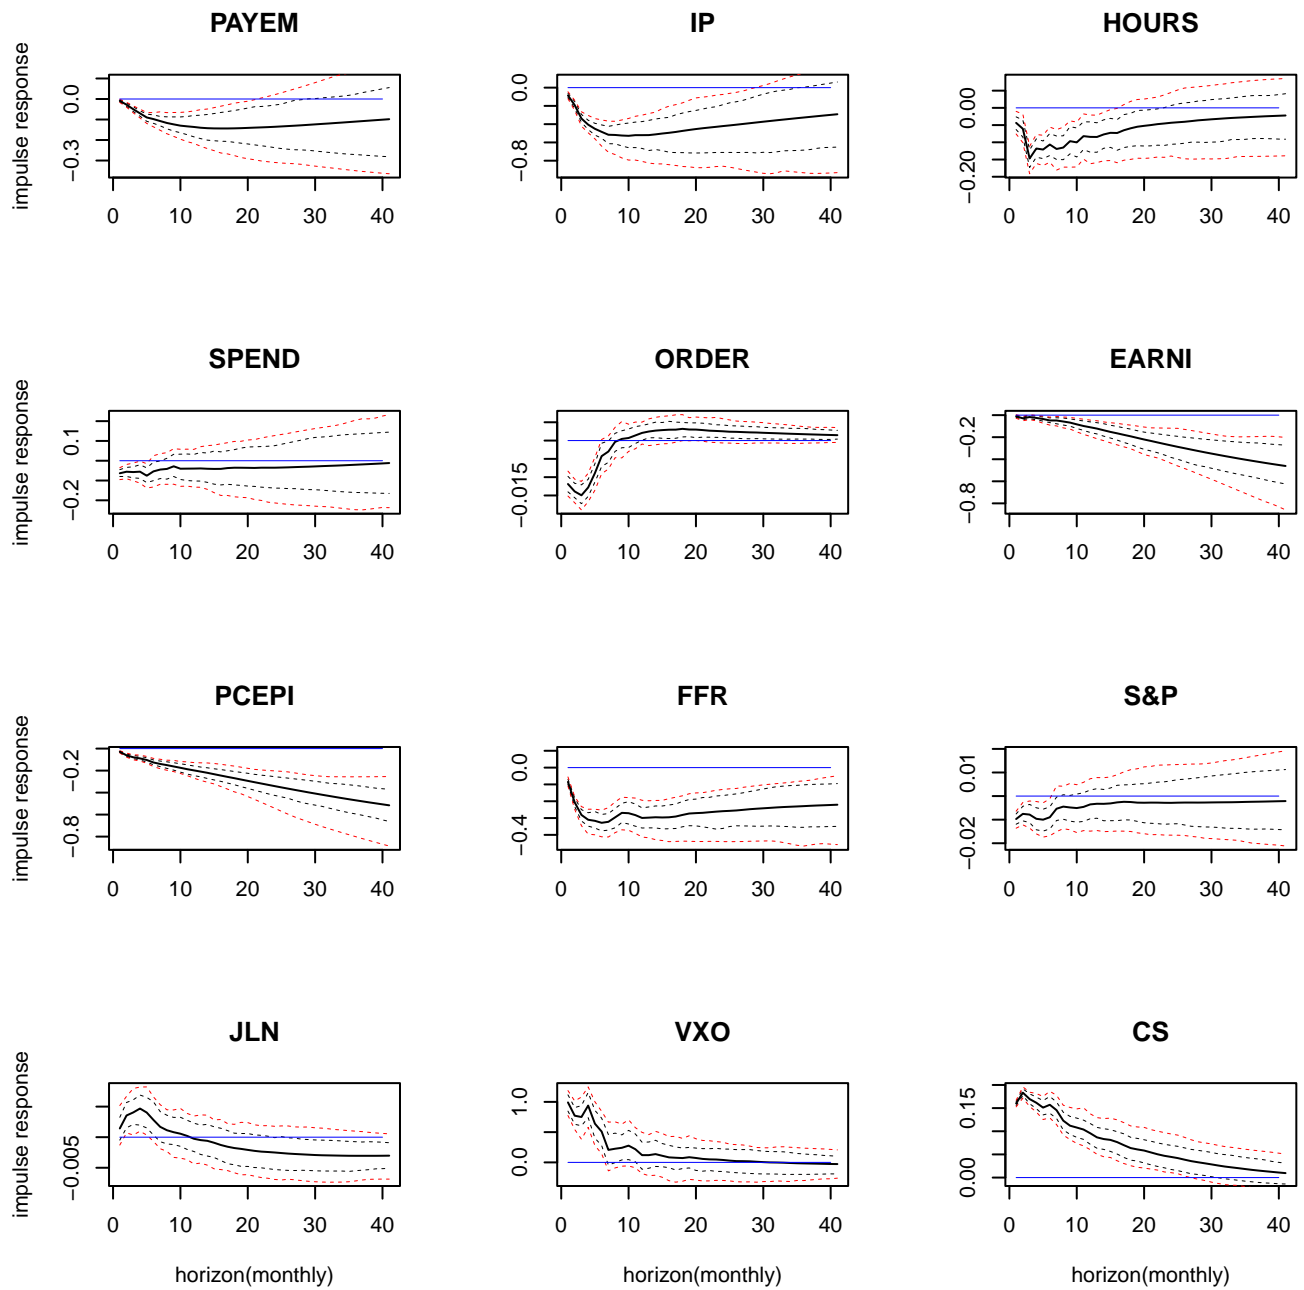 PAYEM IP HOURS
impulse response
0.0 −0.3
0.0 −0.8
0.00 −0.20
0 10 20 30 40 0 10 20 30 40 0 10 20 30 40
SPEND ORDER EARNI
impulse response
0.1 −0.2
−0.015
−0.2 −0.8
0 10 20 30 40 0 10 20 30 40 0 10 20 30 40
PCEPI FFR S&P
impulse response
−0.2 −0.8
0.0 −0.4
0.01 −0.02
0 10 20 30 40 0 10 20 30 40 0 10 20 30 40
JLN VXO CS
impulse response
−0.005
1.0 0.0
0.15 0.00
0 10 20 30 40 0 10 20 30 40 0 10 20 30 40
horizon(monthly) horizon(monthly) horizon(monthly)